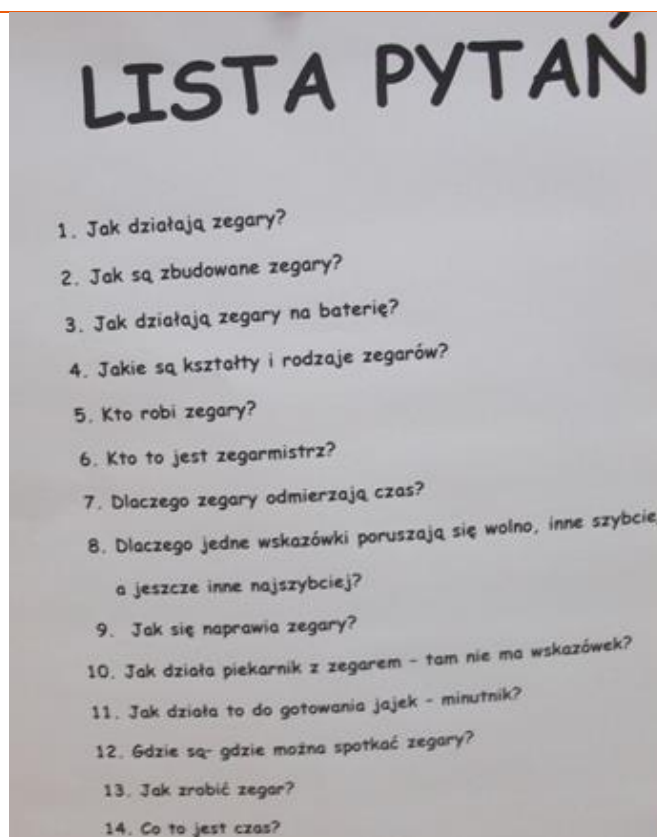 LISTA PYTAŃ
1. Jak działają zegary?
2. Jak są zbudowane zegary?
3. Jak działają zegary na baterię?
4. Jakie są kształty i rodzaje zegarów?
5. Kto robi zegary?
6. Kto to jest zegarmistrz?
7. Dlaczego zegary odmierzają czas?
8. Dlaczego jedne wskazówki poruszają się wolno, inne szybcie
a jeszcze inne najszybciej?
9. Jak się naprawia zegary?
10. Jak działa piekarnik z zegarem - tam nie ma wskazówek?
11. Jak działa to do gotowania jajek - minutnik?
12. Gdzie są- gdzie można spotkać zegary?
13. Jak zrobić zegar?
14. Co to jest czas?